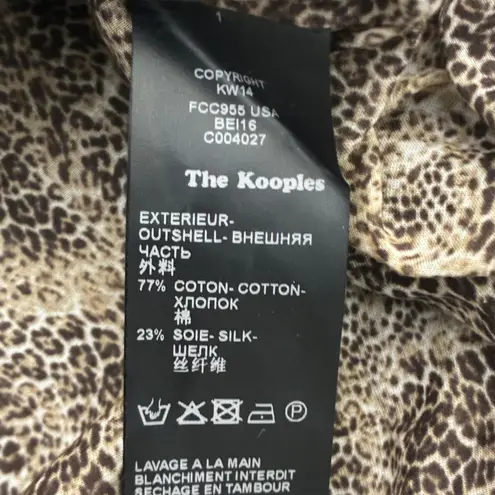 1
COPYRIGHT
KW14
FCC955 USA
BEI16
C004027
The Kooples
EXTERIEUR-
OUTSHELL- ВНЕШНЯЯ
ЧАСТЬ
外料
77% COTON- COTTON-
ХЛОПОК
棉
23% SOIE- SILK-
ШЕЛК
丝纤维
P
LAVAGE A LA MAIN
BLANCHIMENT INTERDIT
SECHAGE EN TAMBOUR